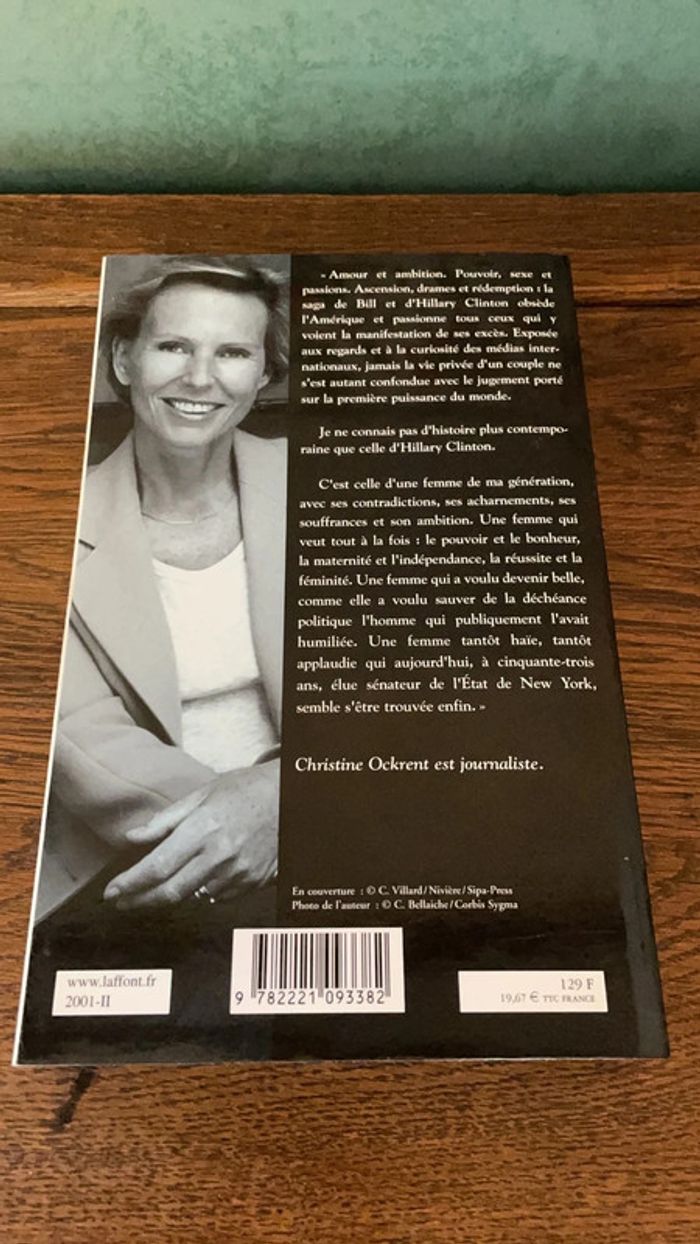 « Amour et ambition. Pouvoir, sexe et
passions. Ascension, drames et rédemption : la
saga de Bill et d'Hillary Clinton obsède
l'Amérique et passionne tous ceux qui y
voient la manifestation de ses excès. Exposée
aux regards et à la curiosité des médias inter-
nationaux, jamais la vie privée d'un couple ne
s'est autant confondue avec le jugement porté
sur la première puissance du monde.
Je ne connais pas d'histoire plus contempo-
raine que celle d'Hillary Clinton.
C'est celle d'une femme de ma génération,
avec ses contradictions, ses acharnements, ses
souffrances et son ambition. Une femme qui
veut tout à la fois : le pouvoir et le bonheur,
la maternité et l'indépendance, la réussite et la
féminité. Une femme qui a voulu devenir belle,
comme elle a voulu sauver de la déchéance
politique l'homme qui publiquement l'avait
humiliée. Une femme tantôt haïe, tantôt
applaudie qui aujourd'hui, à cinquante-trois
ans, élue sénateur de l'État de New York,
semble s'être trouvée enfin. »
Christine Ockrent est journaliste.
En couverture : © C. Villard/Nivière/Sipa-Press
Photo de l'auteur : © C. Bellaiche/Corbis Sygma
www.laffont.fr
2001-II
9 782221 093382
129 F
19,67 € TTC FRANCE